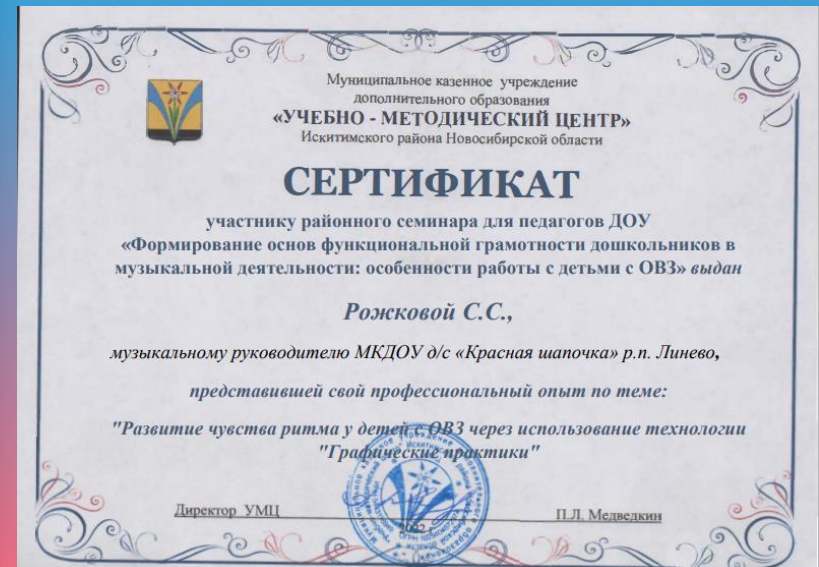 Муниципальное казенное учреждение
дополнительного образования
«УЧЕБНО - МЕТОДИЧЕСКИЙ ЦЕНТР»
Искитимского района Новосибирской области
СЕРТИФИКАТ
участнику районного семинара для педагогов ДОУ
«Формирование основ функциональной грамотности дошкольников в
музыкальной деятельности: особенности работы с детьми с ОВЗ» выдан
Рожковой С.С.,
музыкальному руководителю МКДОУ д/с «Красная шапочка» р.п. Линево,
представившей свой профессиональный опыт по теме:
"Развитие чувства ритма у детей с ОВЗ через использование технологии
"Графические практики"
Директор УМЦ П.Л. Медведкин
2022 г